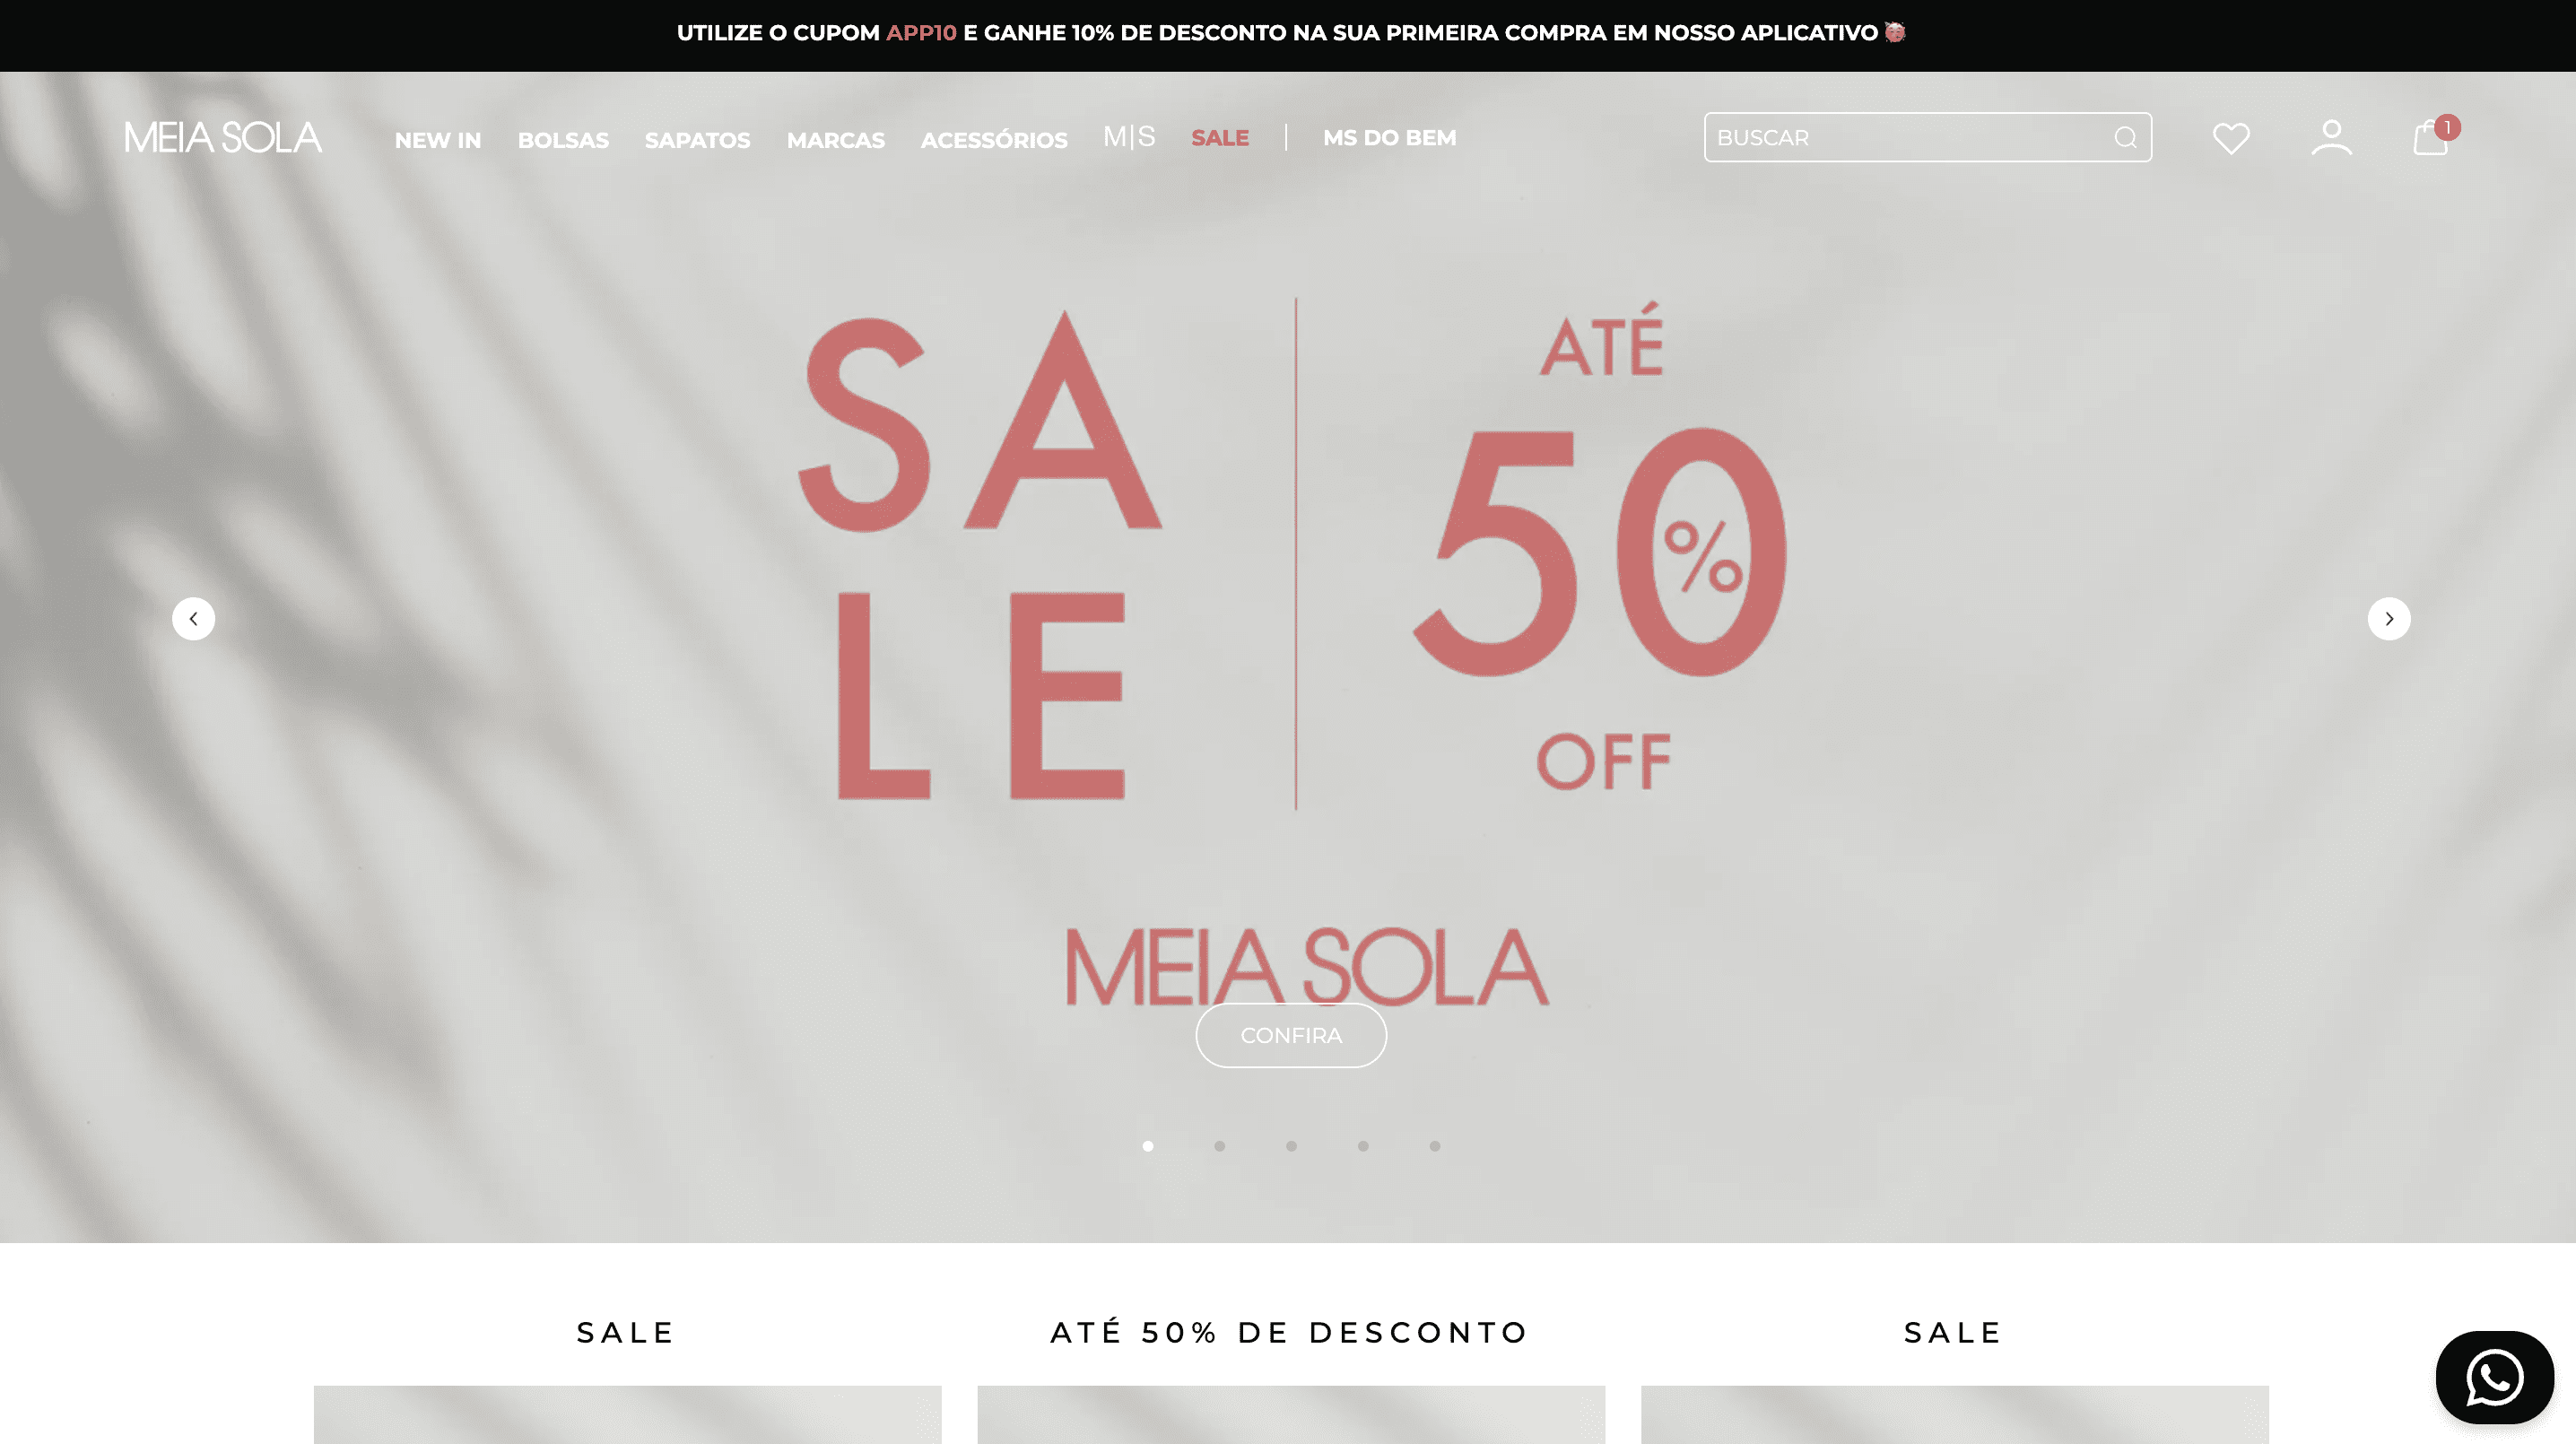 UTILIZE O CUPOM APP10 E GANHE 10% DE DESCONTO NA SUA PRIMEIRA COMPRA EM NOSSO APLICATIVO
MEIA SOLA NEW IN BOLSAS SAPATOS MARCAS ACESSÓRIOS M|S SALE | MS DO BEM BUSCAR 1
SA
LE
ATÉ
50%
OFF
MEIA SOLA
CONFIRA
SALE ATÉ 50% DE DESCONTO SALE